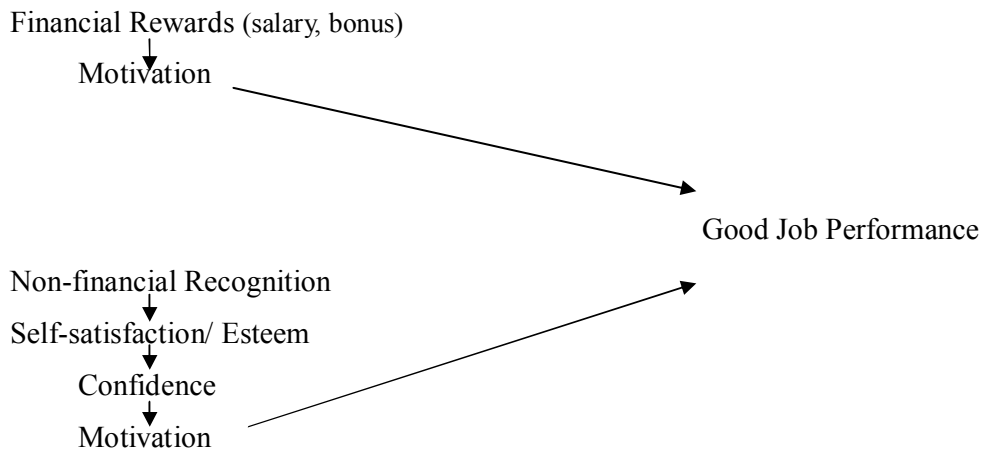 Financial Rewards (salary, bonus)
Motivation
Good Job Performance
Non-financial Recognition
Self-satisfaction/ Esteem
Confidence
Motivation